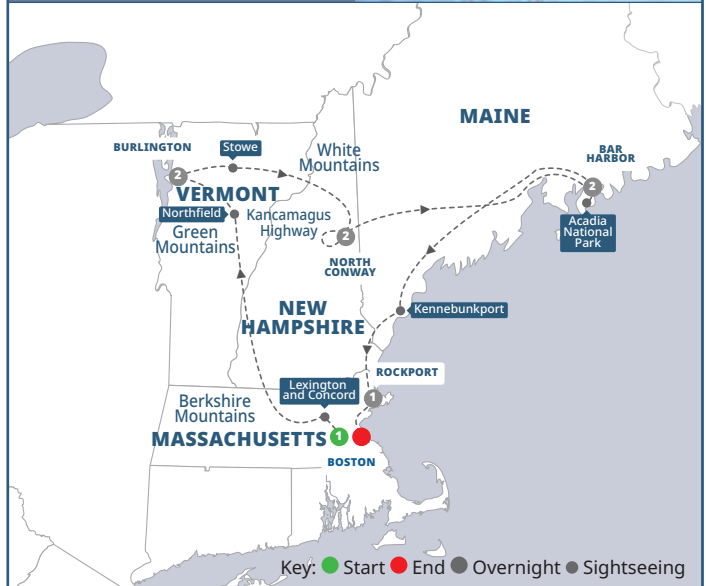 MAINE
BURLINGTON
Stowe
White
Mountains
BAR
HARBOR
2
2
VERMONT
Northfield
Kancamagus
Highway
Green
Mountains
2
Acadia
National
Park
NORTH
CONWAY
NEW
HAMPSHIRE
Kennebunkport
ROCKPORT
Lexington
and Concord
Berkshire
Mountains
1
MASSACHUSETTS
1
BOSTON
Key: Start End Overnight Sightseeing